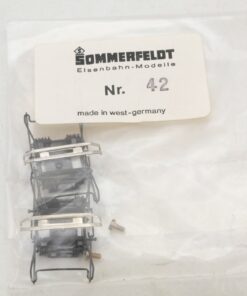 SOMMERFELDT
Eisenbahn-Modelle
Nr. 42
made in west-germany